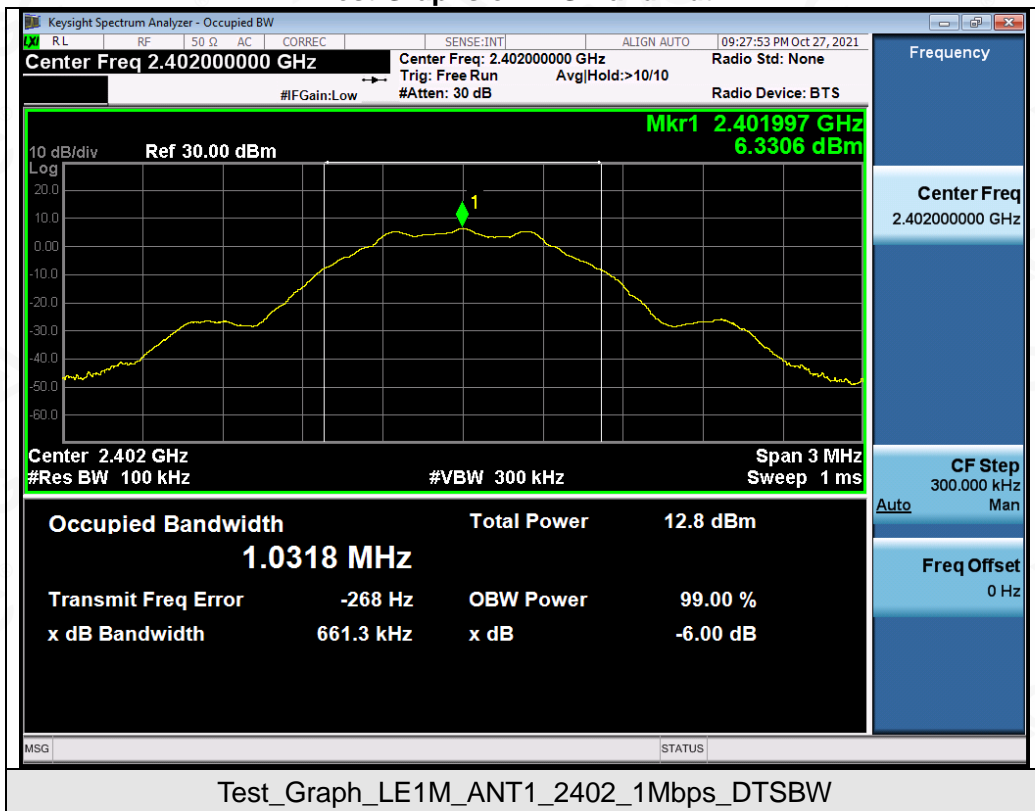 Keysight Spectrum Analyzer - Occupied BW
LXI RL RF 50 Ω AC CORREC SENSE:INT ALIGN AUTO 09:27:53 PM Oct 27, 2021
Center Freq 2.402000000 GHz
Center Freq: 2.402000000 GHz
Radio Std: None
Trig: Free Run Avg|Hold:>10/10
#IFGain:Low #Atten: 30 dB
Radio Device: BTS
Frequency
Mkr1 2.401997 GHz
6.3306 dBm
10 dB/div Ref 30.00 dBm
Log
20.0
10.0
0.00
-10.0
-20.0
-30.0
-40.0
-50.0
-60.0
1
Center 2.402 GHz Span 3 MHz
#Res BW 100 kHz #VBW 300 kHz Sweep 1 ms
Center Freq
2.402000000 GHz
CF Step
300.000 kHz
Auto Man
Freq Offset
0 Hz
Occupied Bandwidth Total Power 12.8 dBm
1.0318 MHz
Transmit Freq Error -268 Hz OBW Power 99.00 %
x dB Bandwidth 661.3 kHz x dB -6.00 dB
MSG STATUS
Test_Graph_LE1M_ANT1_2402_1Mbps_DTSBW